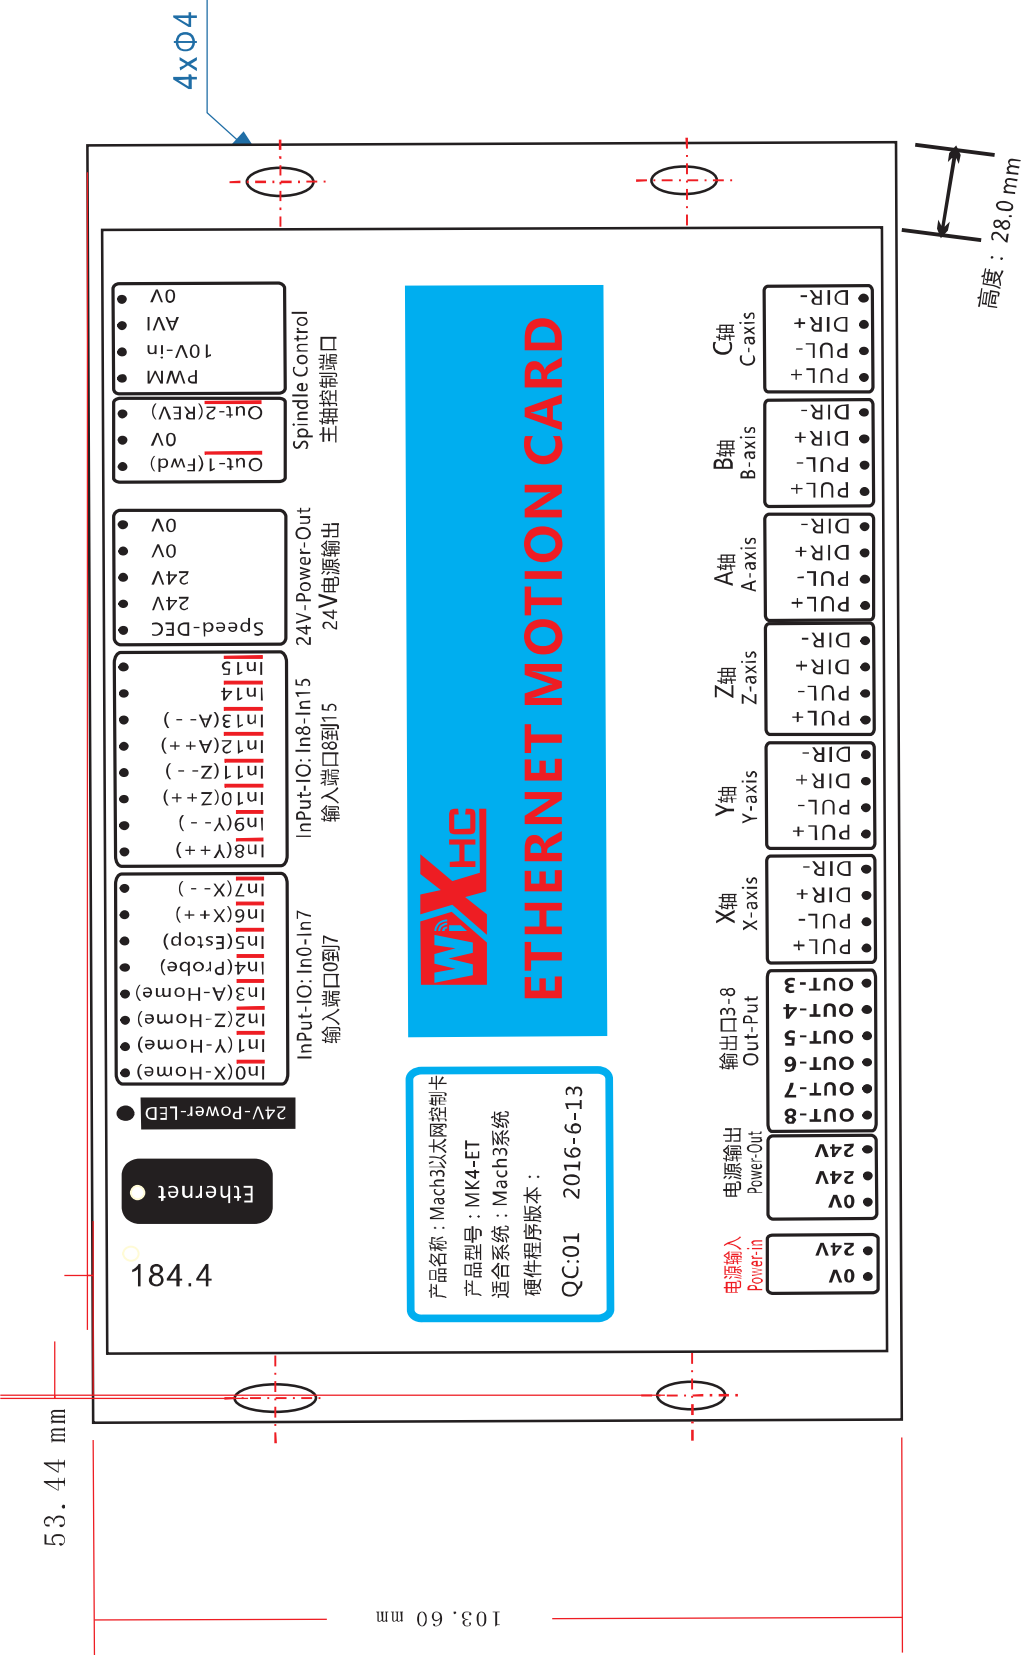 4xΦ4
高度： 28.0 mm
0V
AVI
10V-in
PWM
Out-2(REV)
0V
Out-1(Fwd)
Spindle Control
主轴控制端口
0V
0V
24V
24V
Speed-DEC
24V-Power-Out
24V电源输出
In15
In14
In13(A--)
In12(A++)
In11(Z--)
In10(Z++)
In9(Y--)
In8(Y++)
InPut-IO: In8-In15
输入端口8到15
In7(X--)
In6(X++)
In5(Estop)
In4(Probe)
In3(A-Home)
In2(Z-Home)
In1(Y-Home)
In0(X-Home)
InPut-IO: In0-In7
输入端口0到7
24V-Power-LED
Ethernet
184.4
WiXHC
ETHERNET MOTION CARD
产品名称：Mach3以太网控制卡
产品型号：MK4-ET
适合系统：Mach3系统
硬件程序版本：
QC:01 2016-6-13
C轴
C-axis
DIR-
DIR+
PUL-
PUL+
B轴
B-axis
DIR-
DIR+
PUL-
PUL+
A轴
A-axis
DIR-
DIR+
PUL-
PUL+
Z轴
Z-axis
DIR-
DIR+
PUL-
PUL+
Y轴
Y-axis
DIR-
DIR+
PUL-
PUL+
X轴
X-axis
DIR-
DIR+
PUL-
PUL+
输出口3-8
Out-Put
OUT-3
OUT-4
OUT-5
OUT-6
OUT-7
OUT-8
电源输出
Power-Out
24V
24V
0V
电源输入
Power-in
24V
0V
53.44 mm
103.60 mm